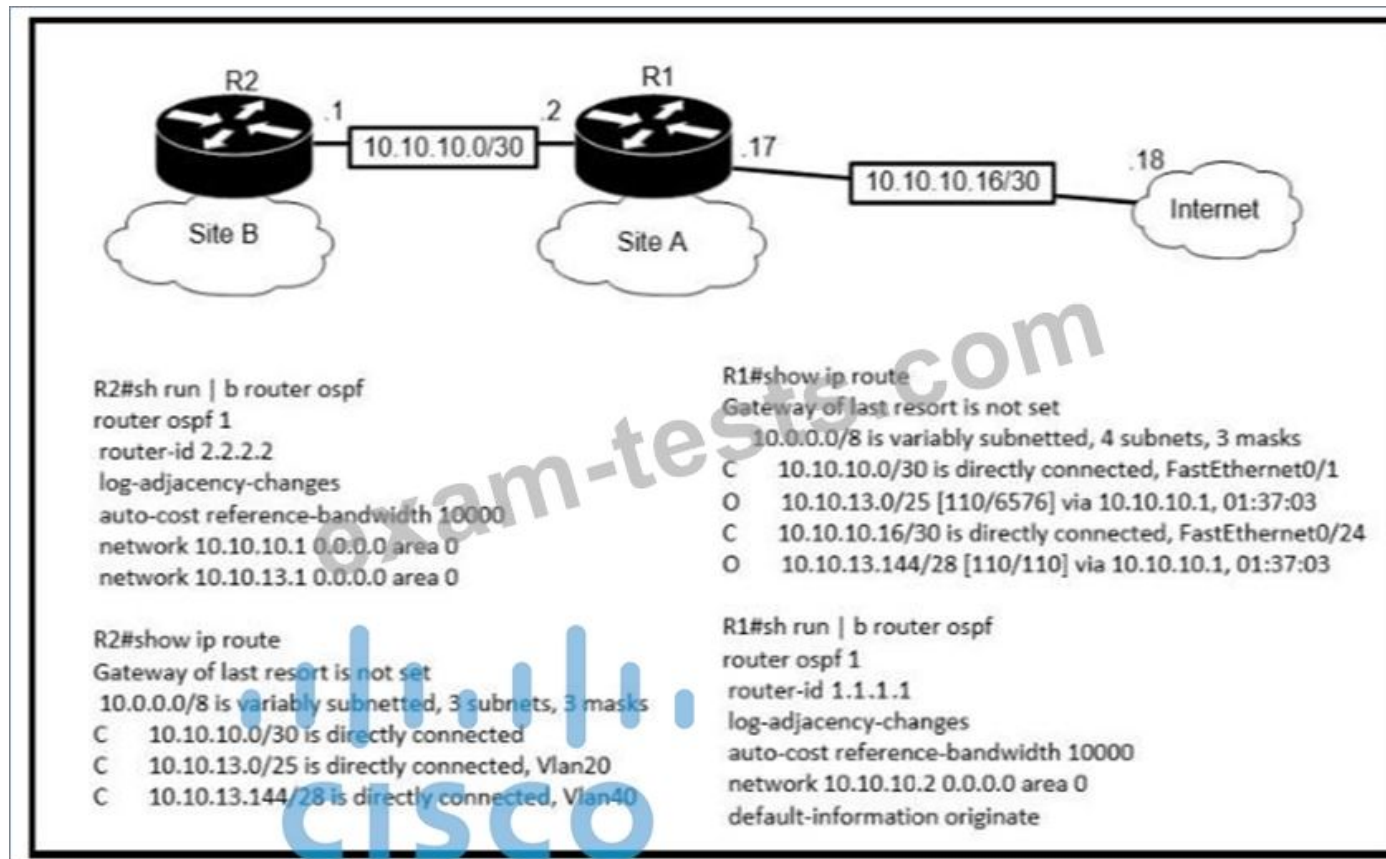 R2
R1
.1
.2
10.10.10.0/30
.17
.18
10.10.10.16/30
Internet
Site B
Site A
R2#sh run | b router ospf
router ospf 1
router-id 2.2.2.2
log-adjacency-changes
auto-cost reference-bandwidth 10000
network 10.10.10.1 0.0.0.0 area 0
network 10.10.13.1 0.0.0.0 area 0
R2#show ip route
Gateway of last resort is not set
10.0.0.0/8 is variably subnetted, 3 subnets, 3 masks
C 10.10.10.0/30 is directly connected
C 10.10.13.0/25 is directly connected, Vlan20
C 10.10.13.144/28 is directly connected, Vlan40
R1#show ip route
Gateway of last resort is not set
10.0.0.0/8 is variably subnetted, 4 subnets, 3 masks
C 10.10.10.0/30 is directly connected, FastEthernet0/1
O 10.10.13.0/25 [110/6576] via 10.10.10.1, 01:37:03
C 10.10.10.16/30 is directly connected, FastEthernet0/24
O 10.10.13.144/28 [110/110] via 10.10.10.1, 01:37:03
R1#sh run | b router ospf
router ospf 1
router-id 1.1.1.1
log-adjacency-changes
auto-cost reference-bandwidth 10000
network 10.10.10.2 0.0.0.0 area 0
default-information originate
oxam-tests.com
CISCO